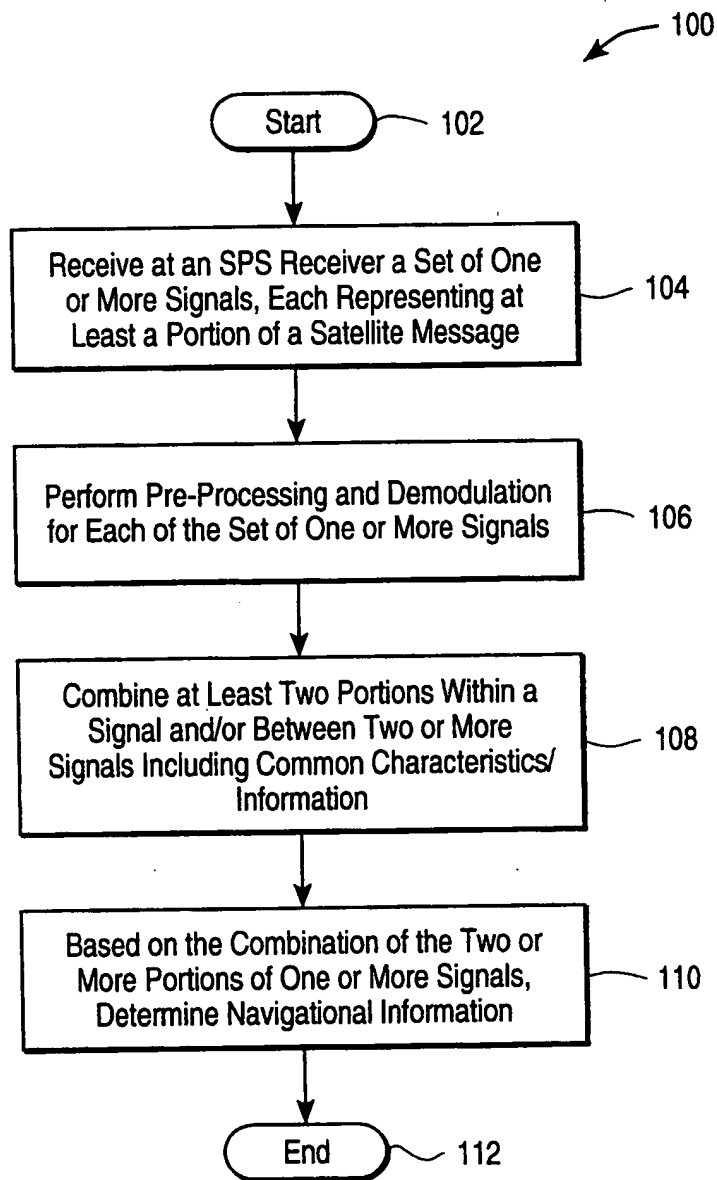 100
Start
102
Receive at an SPS Receiver a Set of One
or More Signals, Each Representing at
Least a Portion of a Satellite Message
104
Perform Pre-Processing and Demodulation
for Each of the Set of One or More Signals
106
Combine at Least Two Portions Within a
Signal and/or Between Two or More
Signals Including Common Characteristics/
Information
108
Based on the Combination of the Two or
More Portions of One or More Signals,
Determine Navigational Information
110
End
112